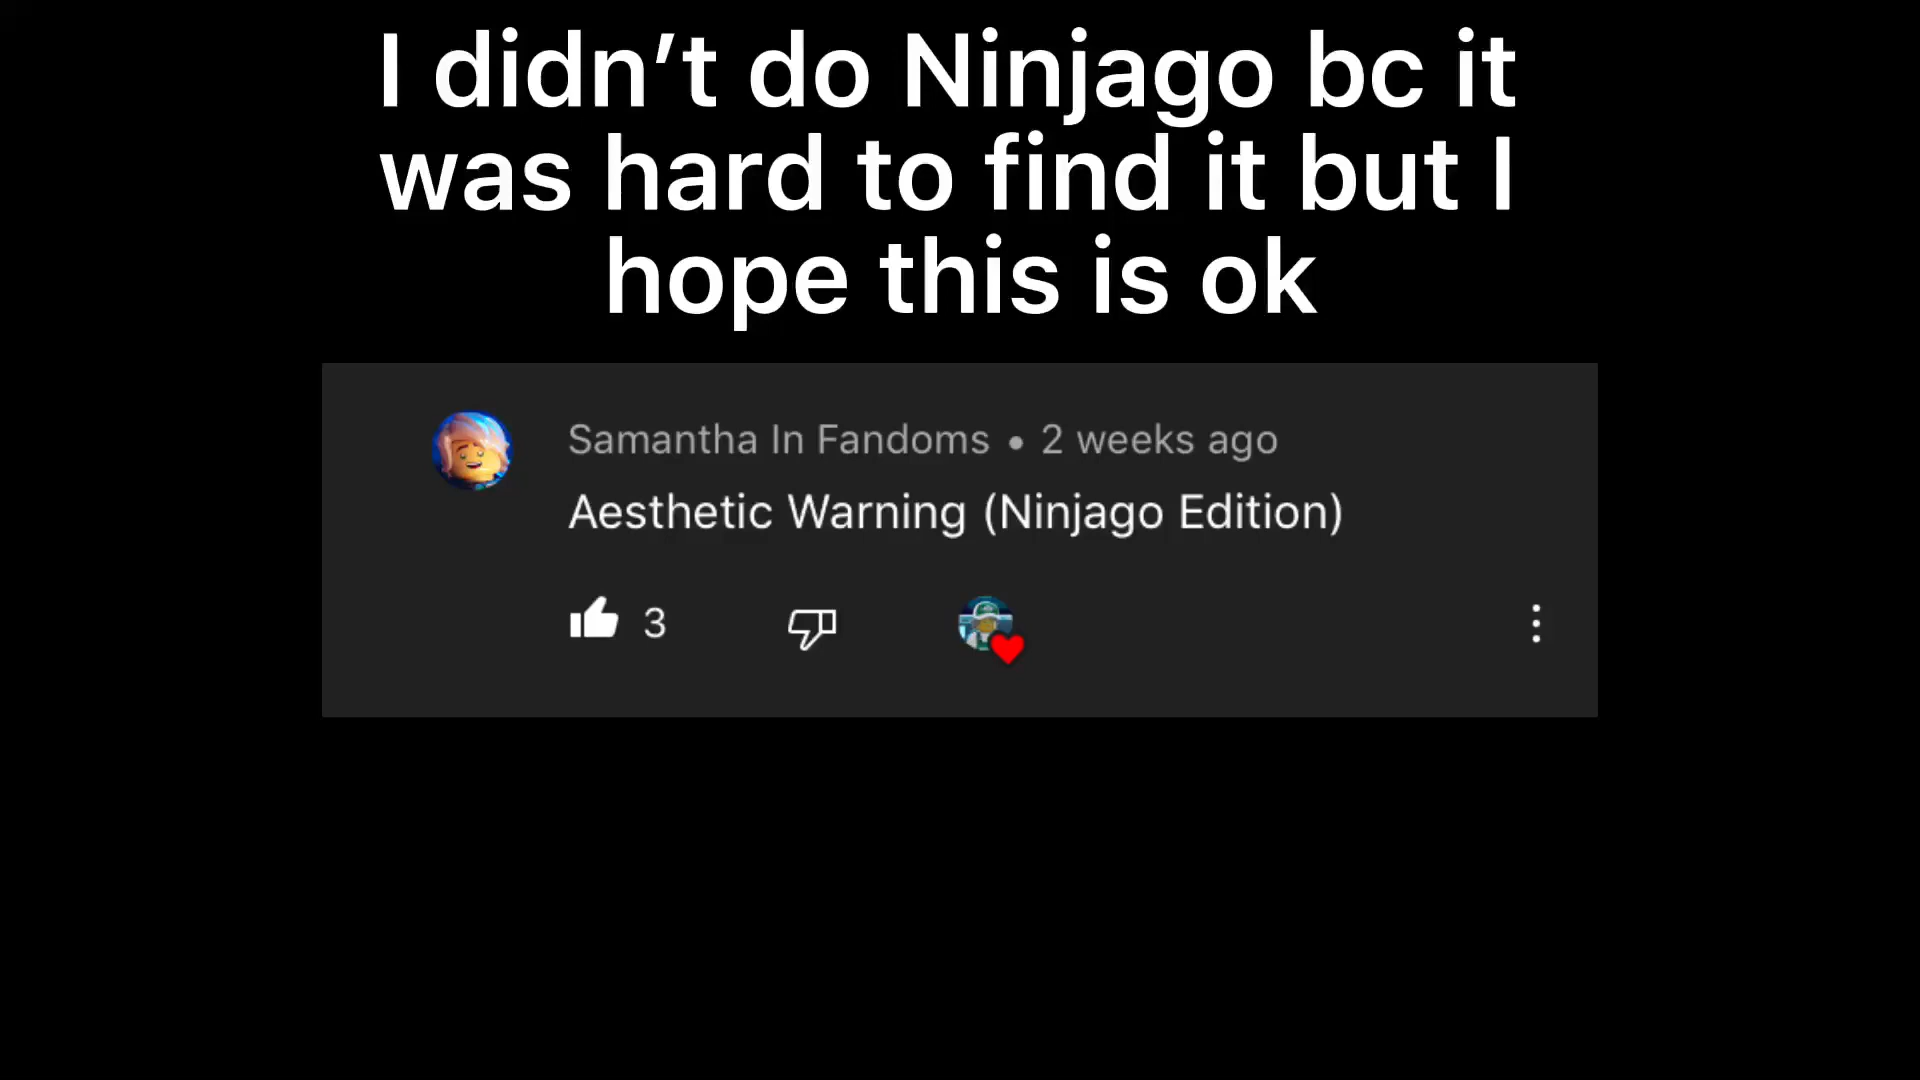 I didn’t do Ninjago bc it
was hard to find it but I
hope this is ok
Samantha In Fandoms • 2 weeks ago
Aesthetic Warning (Ninjago Edition)
3